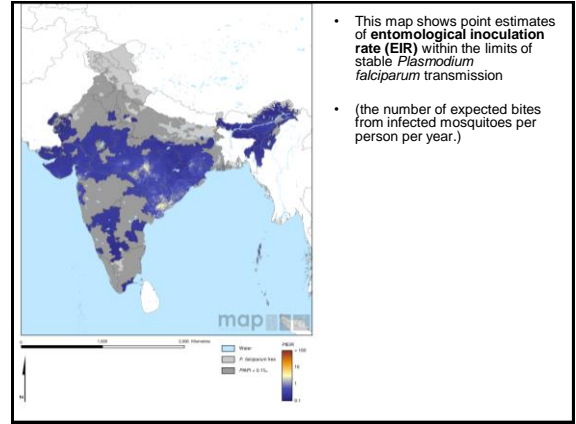 • This map shows point estimates
of entomological inoculation
rate (EIR) within the limits of
stable Plasmodium
falciparum transmission
• (the number of expected bites
from infected mosquitoes per
person per year.)
map
0 1,000 2,000 Kilometres
Water
P. falciparum free
PfAPI < 0.1‰
PfEIR
> 100
10
1
0.1
N